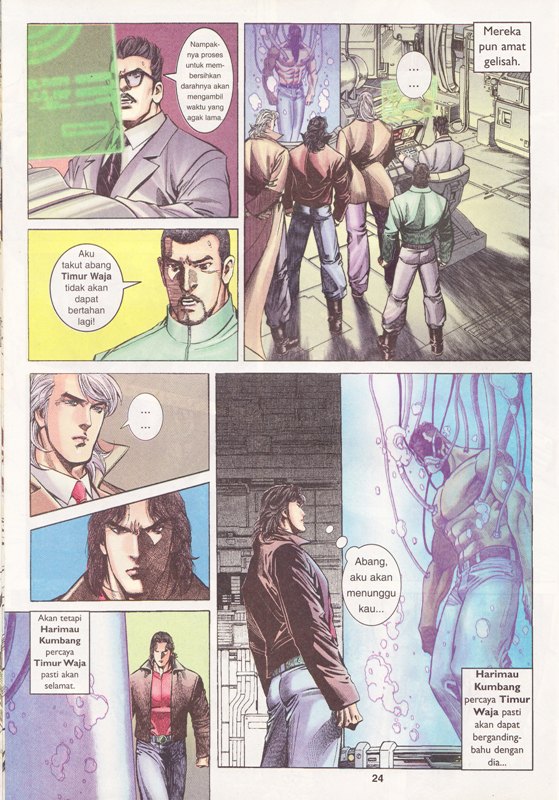 Nampak-
nya proses
untuk mem-
bersihkan
darahnya akan
mengambil
waktu yang
agak lama.
Mereka
pun amat
gelisah.
...
...
Aku
takut abang
Timur Waja
tidak akan
dapat
bertahan
lagi!
...
...
Abang,
aku akan
menunggu
kau...
Akan tetapi
Harimau
Kumbang
percaya
Timur Waja
pasti akan
selamat.
Harimau
Kumbang
percaya Timur
Waja pasti
akan dapat
berganding-
bahu dengan
dia...
24